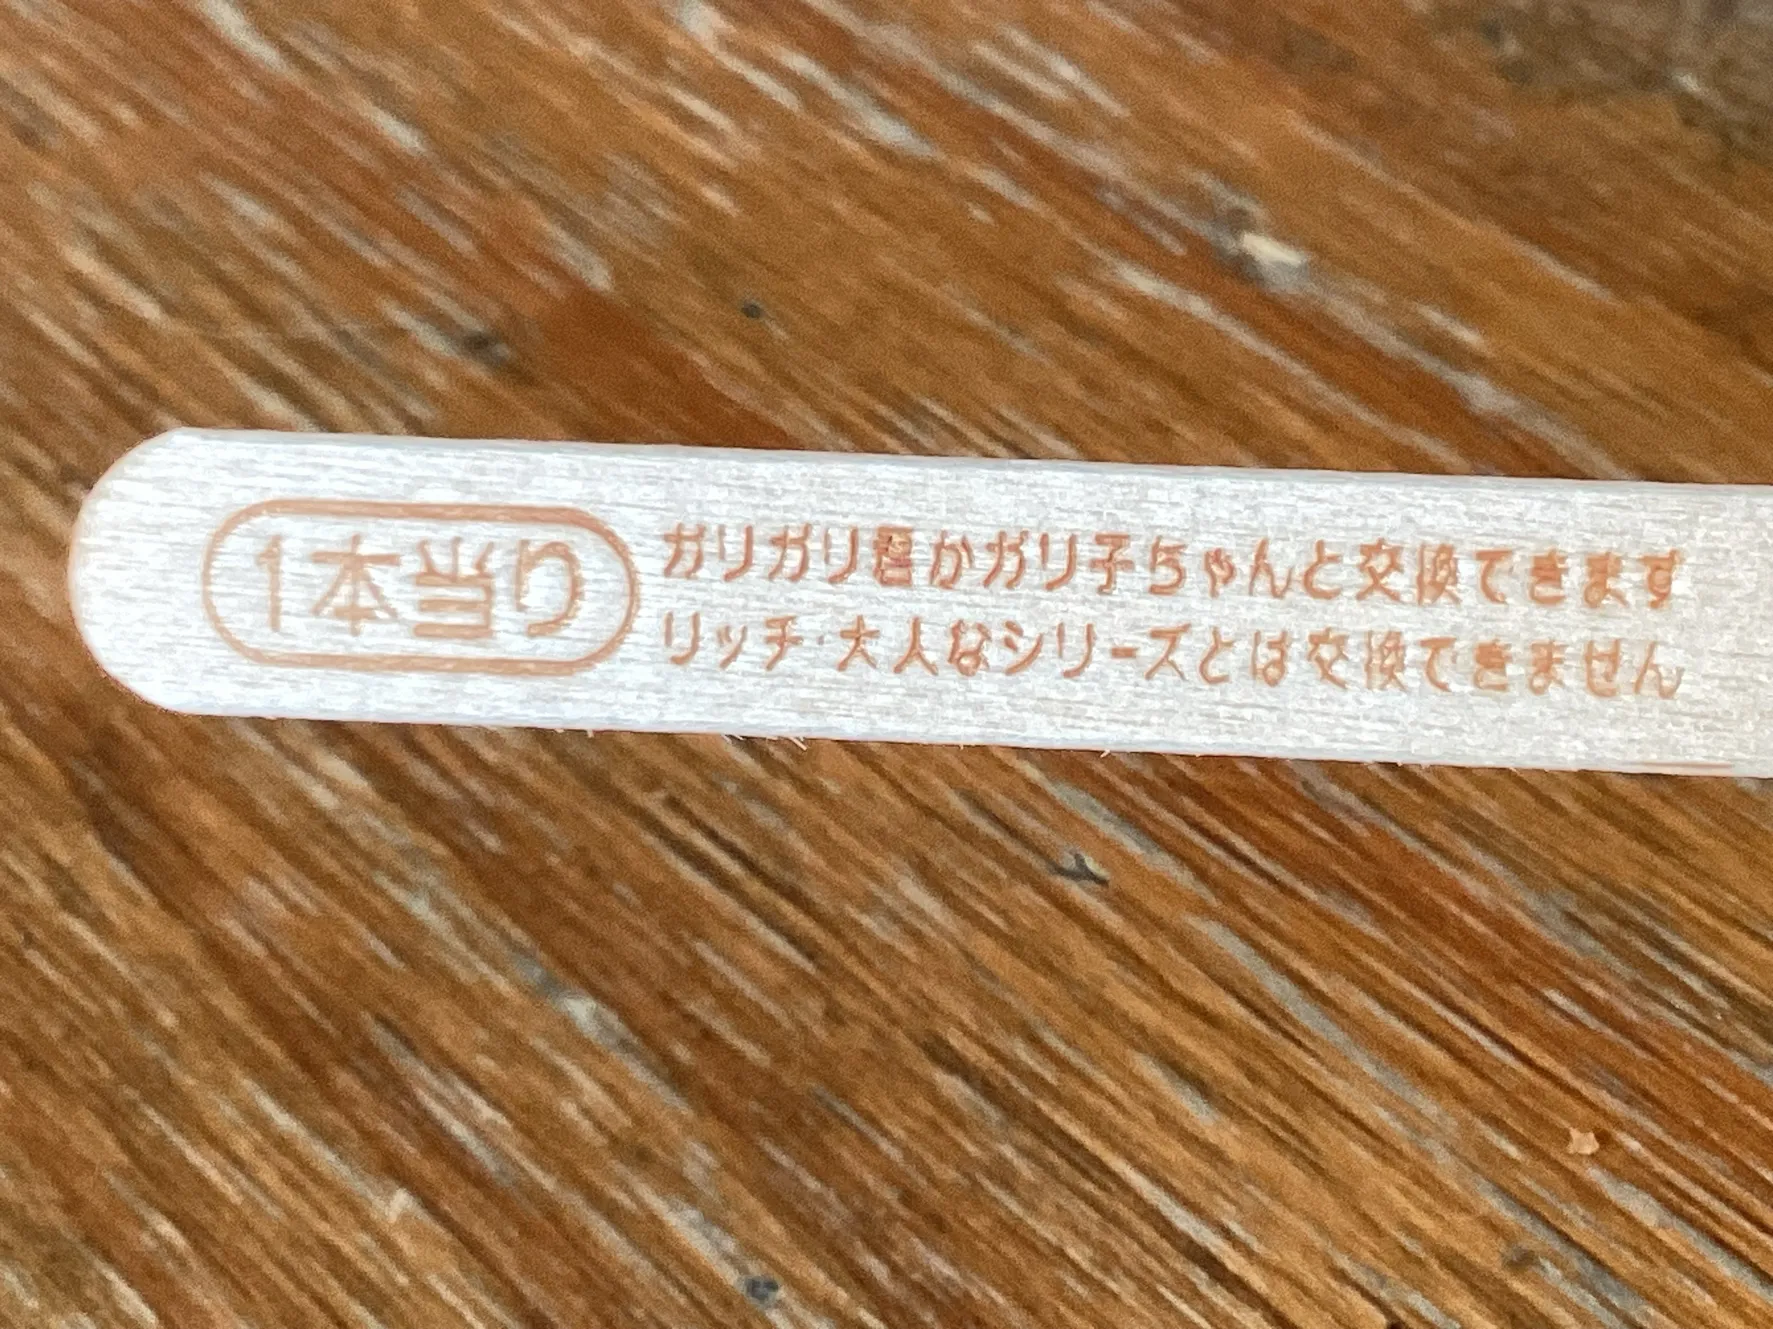 1本当り
ガリガリ君かガリ子ちゃんと交換できます
リッチ・大人なシリーズとは交換できません